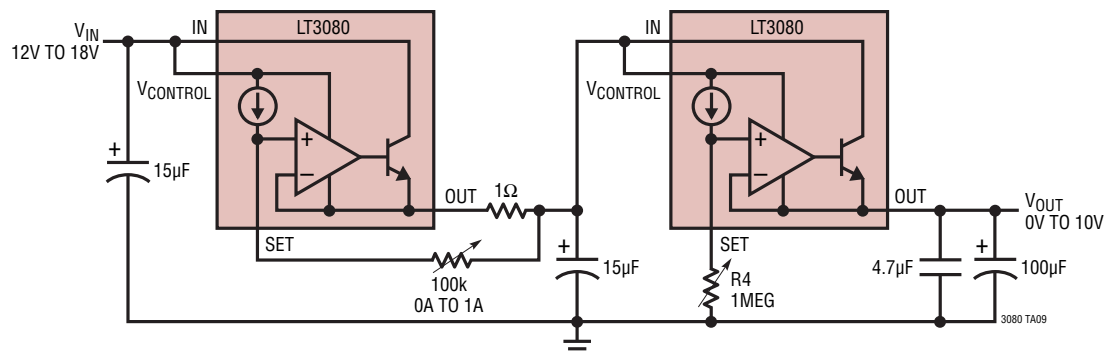 VIN
12V TO 18V
IN
LT3080
VCONTROL
+
–
+
15µF
OUT
1Ω
SET
100k
0A TO 1A
+
15µF
IN
LT3080
VCONTROL
+
–
OUT
SET
R4
1MEG
4.7µF
+
100µF
VOUT
0V TO 10V
3080 TA09